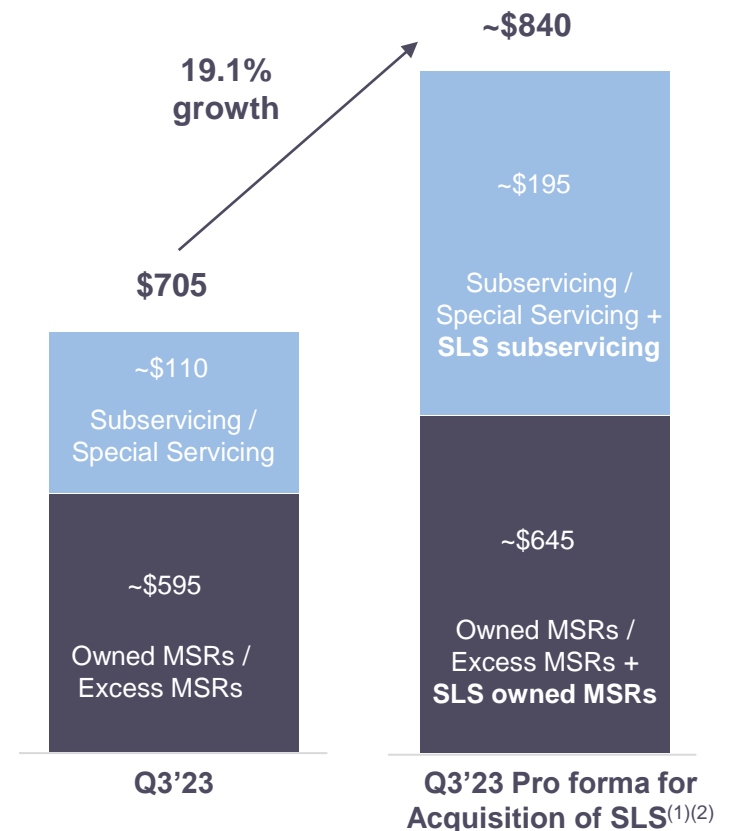 ~$840
19.1%
growth
$705
~$110
Subservicing /
Special Servicing
~$595
Owned MSRs /
Excess MSRs
Q3’23
~$195
Subservicing /
Special Servicing +
SLS subservicing
~$645
Owned MSRs /
Excess MSRs +
SLS owned MSRs
Q3’23 Pro forma for
Acquisition of SLS(1)(2)